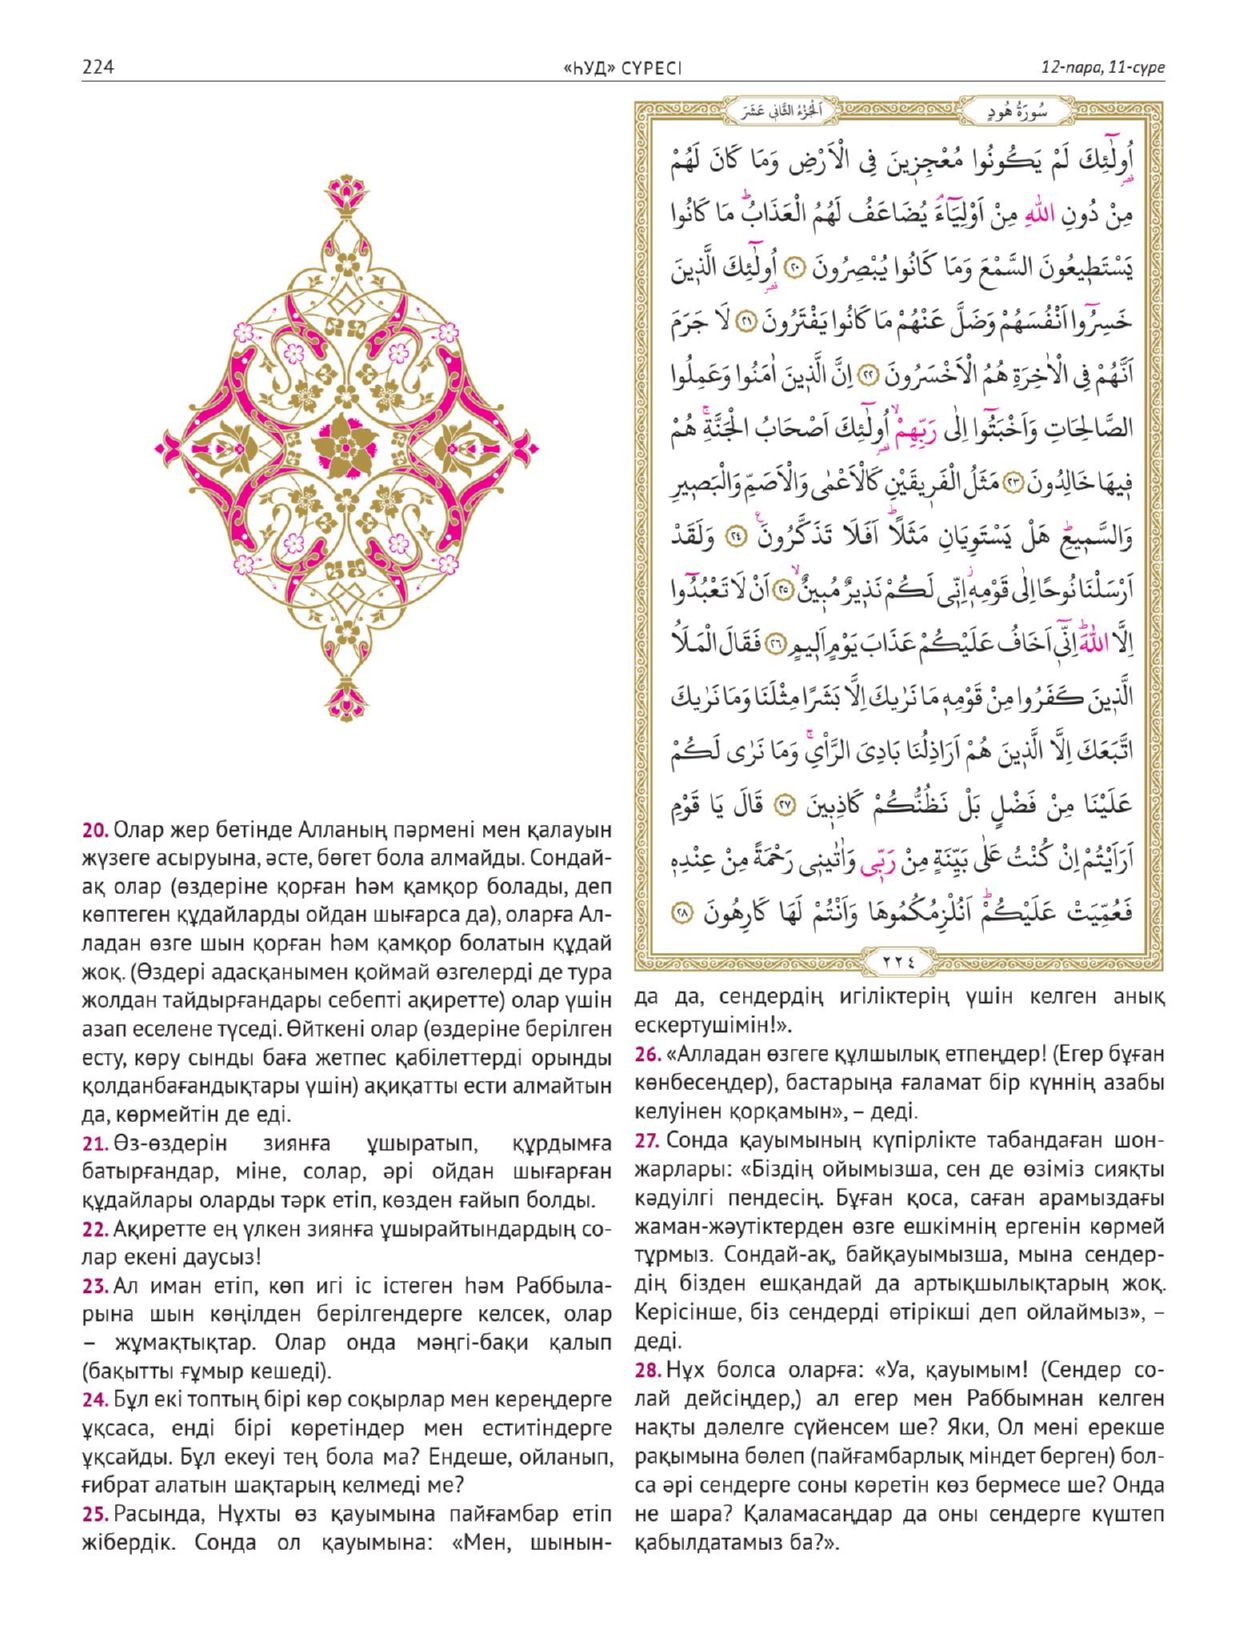 224
«ҺУД» СҮРЕСІ
12-пара, 11-сүре
سُورَةُ هُودٍ
اَلْجُزْءُ الثَّانِي عَشَرَ
اُولٰٓئِكَ لَمْ يَكُونُوا مُعْجِزِينَ فِي الْاَرْضِ وَمَا كَانَ لَهُمْ
مِنْ دُونِ اللّٰهِ مِنْ اَوْلِيَٓاءَۢ يُضَاعَفُ لَهُمُ الْعَذَابُۜ مَا كَانُوا
يَسْتَطِيعُونَ السَّمْعَ وَمَا كَانُوا يُبْصِرُونَ ﴿٢٠﴾ اُولٰٓئِكَ الَّذِينَ
خَسِرُٓوا اَنْفُسَهُمْ وَضَلَّ عَنْهُمْ مَا كَانُوا يَفْتَرُونَ ﴿٢١﴾ لَا جَرَمَ
اَنَّهُمْ فِي الْاٰخِرَةِ هُمُ الْاَخْسَرُونَ ﴿٢٢﴾ اِنَّ الَّذِينَ اٰمَنُوا وَعَمِلُوا
الصَّالِحَاتِ وَاَخْبَتُٓوا اِلٰى رَبِّهِمْۙ اُولٰٓئِكَ اَصْحَابُ الْجَنَّةِۚ هُمْ
فِيهَا خَالِدُونَ ﴿٢٣﴾ مَثَلُ الْفَرِيقَيْنِ كَالْاَعْمٰى وَالْاَصَمِّ وَالْبَصِيرِ
وَالسَّمِيعِۜ هَلْ يَسْتَوِيَانِ مَثَلًاۜ اَفَلَا تَذَكَّرُونَ۟ ﴿٢٤﴾ وَلَقَدْ
اَرْسَلْنَا نُوحًا اِلٰى قَوْمِهِۘ اِنِّي لَكُمْ نَذِيرٌ مُبِينٌۙ ﴿٢٥﴾ اَنْ لَا تَعْبُدُٓوا
اِلَّا اللّٰهَۜ اِنِّٓي اَخَافُ عَلَيْكُمْ عَذَابَ يَوْمٍ اَلِيمٍ ﴿٢٦﴾ فَقَالَ الْمَلَاُ
الَّذِينَ كَفَرُوا مِنْ قَوْمِهِ مَا نَرٰيكَ اِلَّا بَشَرًا مِثْلَنَا وَمَا نَرٰيكَ
اتَّبَعَكَ اِلَّا الَّذِينَ هُمْ اَرَاذِلُنَا بَادِيَ الرَّأْيِۚ وَمَا نَرٰى لَكُمْ
عَلَيْنَا مِنْ فَضْلٍ بَلْ نَظُنُّكُمْ كَاذِبِينَ ﴿٢٧﴾ قَالَ يَا قَوْمِ
اَرَاَيْتُمْ اِنْ كُنْتُ عَلٰى بَيِّنَةٍ مِنْ رَبِّي وَاٰتٰينِي رَحْمَةً مِنْ عِنْدِهِ
فَعُمِّيَتْ عَلَيْكُمْۜ اَنُلْزِمُكُمُوهَا وَاَنْتُمْ لَهَا كَارِهُونَ ﴿٢٨﴾
٢٢٤
20. Олар жер бетінде Алланың пәрмені мен қалауын
жүзеге асыруына, әсте, бөгет бола алмайды. Сондай-
ақ олар (өздеріне қорған һәм қамқор болады, деп
көптеген құдайларды ойдан шығарса да), оларға Ал-
ладан өзге шын қорған һәм қамқор болатын құдай
жоқ. (Өздері адасқанымен қоймай өзгелерді де тура
жолдан тайдырғандары себепті ақиретте) олар үшін
азап еселене түседі. Өйткені олар (өздеріне берілген
есту, көру сынды баға жетпес қабілеттерді орынды
қолданбағандықтары үшін) ақиқатты ести алмайтын
да, көрмейтін де еді.
21. Өз-өздерін зиянға ұшыратып, құрдымға
батырғандар, міне, солар, әрі ойдан шығарған
құдайлары оларды тәрк етіп, көзден ғайып болды.
22. Ақиретте ең үлкен зиянға ұшырайтындардың со-
лар екені даусыз!
23. Ал иман етіп, көп игі іс істеген һәм Раббыла-
рына шын көңілден берілгендерге келсек, олар
– жұмақтықтар. Олар онда мәңгі-бақи қалып
(бақытты ғұмыр кешеді).
24. Бұл екі топтың бірі көр соқырлар мен кереңдерге
ұқсаса, енді бірі көретіндер мен еститіндерге
ұқсайды. Бұл екеуі тең бола ма? Ендеше, ойланып,
ғибрат алатын шақтарың келмеді ме?
25. Расында, Нұхты өз қауымына пайғамбар етіп
жібердік. Сонда ол қауымына: «Мен, шынын-
да да, сендердің игіліктерің үшін келген анық
ескертушімін!».
26. «Алладан өзгеге құлшылық етпеңдер! (Егер бұған
көнбесеңдер), бастарыңа ғаламат бір күннің азабы
келуінен қорқамын», – деді.
27. Сонда қауымының күпірлікте табандаған шон-
жарлары: «Біздің ойымызша, сен де өзіміз сияқты
кәдуілгі пендесің. Бұған қоса, саған арамыздағы
жаман-жәутіктерден өзге ешкімнің ергенін көрмей
тұрмыз. Сондай-ақ, байқауымызша, мына сендер-
дің бізден ешқандай да артықшылықтарың жоқ.
Керісінше, біз сендерді өтірікші деп ойлаймыз», –
деді.
28. Нұх болса оларға: «Уа, қауымым! (Сендер со-
лай дейсіңдер,) ал егер мен Раббымнан келген
нақты дәлелге сүйенсем ше? Яки, Ол мені ерекше
рақымына бөлеп (пайғамбарлық міндет берген) бол-
са әрі сендерге соны көретін көз бермесе ше? Онда
не шара? Қаламасаңдар да оны сендерге күштеп
қабылдатамыз ба?».